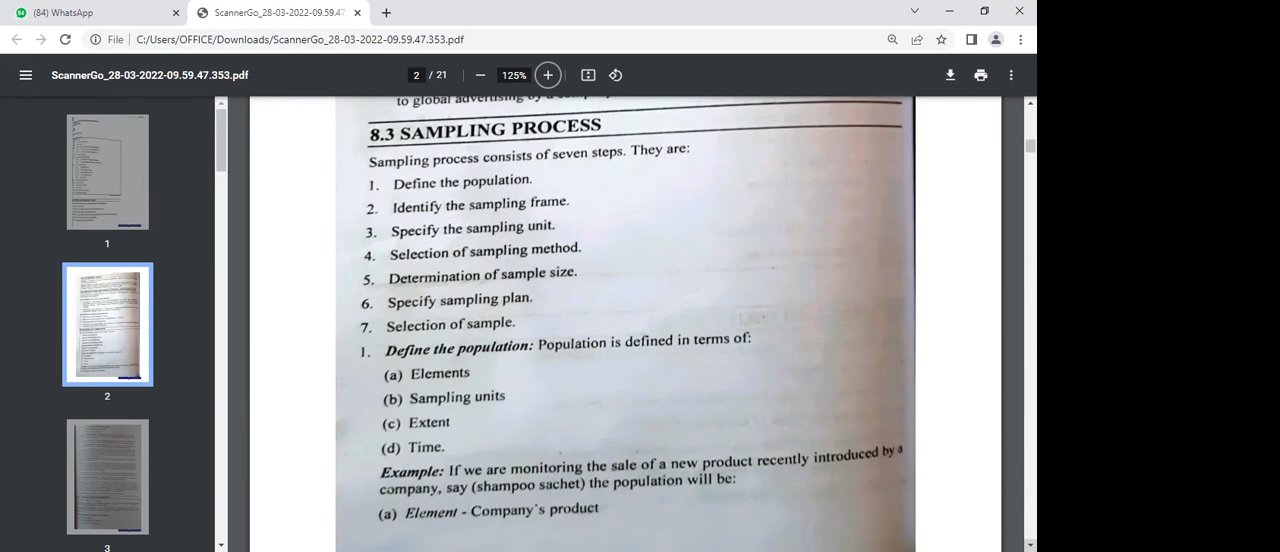 (84) WhatsApp
ScannerGo_28-03-2022-09.59.47
File
C:/Users/OFFICE/Downloads/ScannerGo_28-03-2022-09.59.47.353.pdf
ScannerGo_28-03-2022-09.59.47.353.pdf
2 / 21
125%
1
2
3
to global advertising by a
8.3 SAMPLING PROCESS
Sampling process consists of seven steps. They are:
1. Define the population.
2. Identify the sampling frame.
3. Specify the sampling unit.
4. Selection of sampling method.
5. Determination of sample size.
6. Specify sampling plan.
7. Selection of sample.
1. Define the population: Population is defined in terms of:
(a) Elements
(b) Sampling units
(c) Extent
(d) Time.
Example: If we are monitoring the sale of a new product recently introduced by a
company, say (shampoo sachet) the population will be:
(a) Element - Company's product